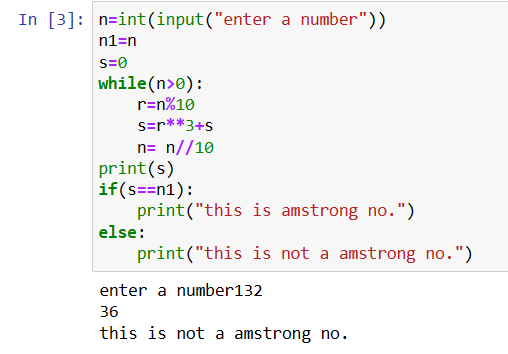 In [3]: n=int(input("enter a number"))
n1=n
s=0
while(n>0):
    r=n%10
    s=r**3+s
    n= n//10
print(s)
if(s==n1):
    print("this is amstrong no.")
else:
    print("this is not a amstrong no.")
enter a number132
36
this is not a amstrong no.